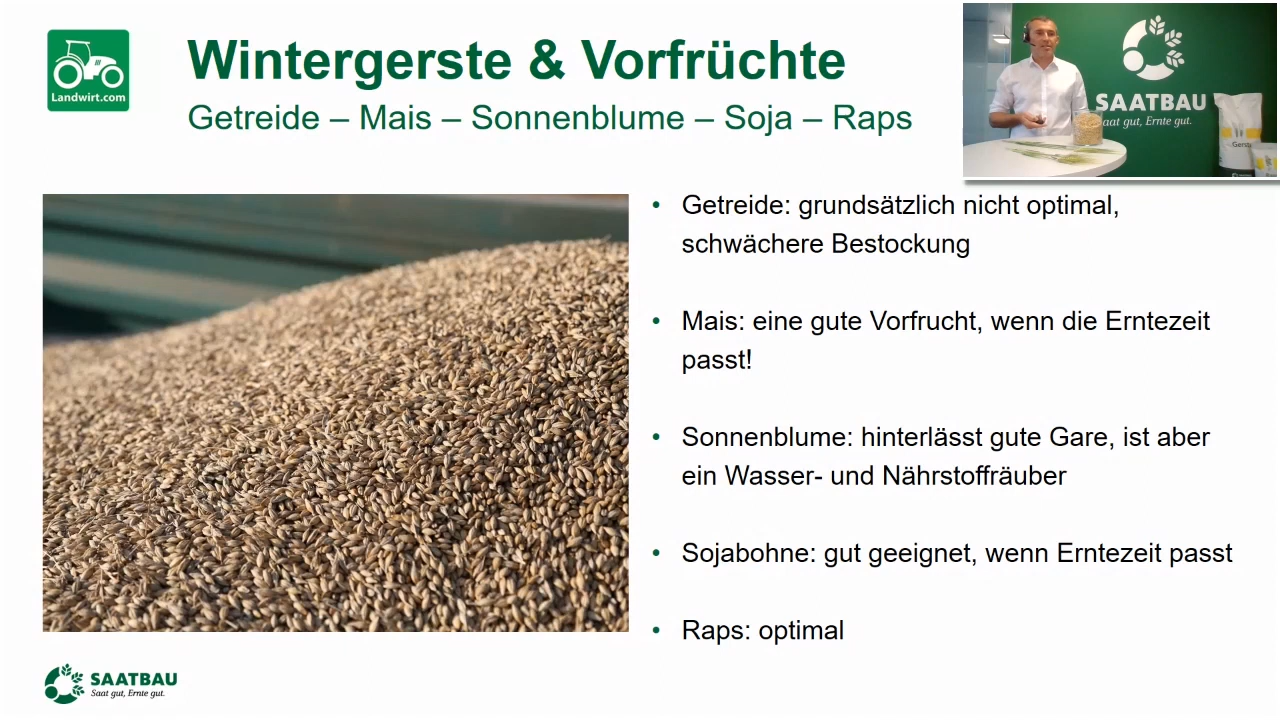 Landwirt.com
Wintergerste & Vorfrüchte
Getreide – Mais – Sonnenblume – Soja – Raps
SAATBAU
aat gut, Ernte gut.
Gerst
• Getreide: grundsätzlich nicht optimal,
schwächere Bestockung
• Mais: eine gute Vorfrucht, wenn die Erntezeit
passt!
• Sonnenblume: hinterlässt gute Gare, ist aber
ein Wasser- und Nährstoffräuber
• Sojabohne: gut geeignet, wenn Erntezeit passt
• Raps: optimal
SAATBAU
Saat gut, Ernte gut.